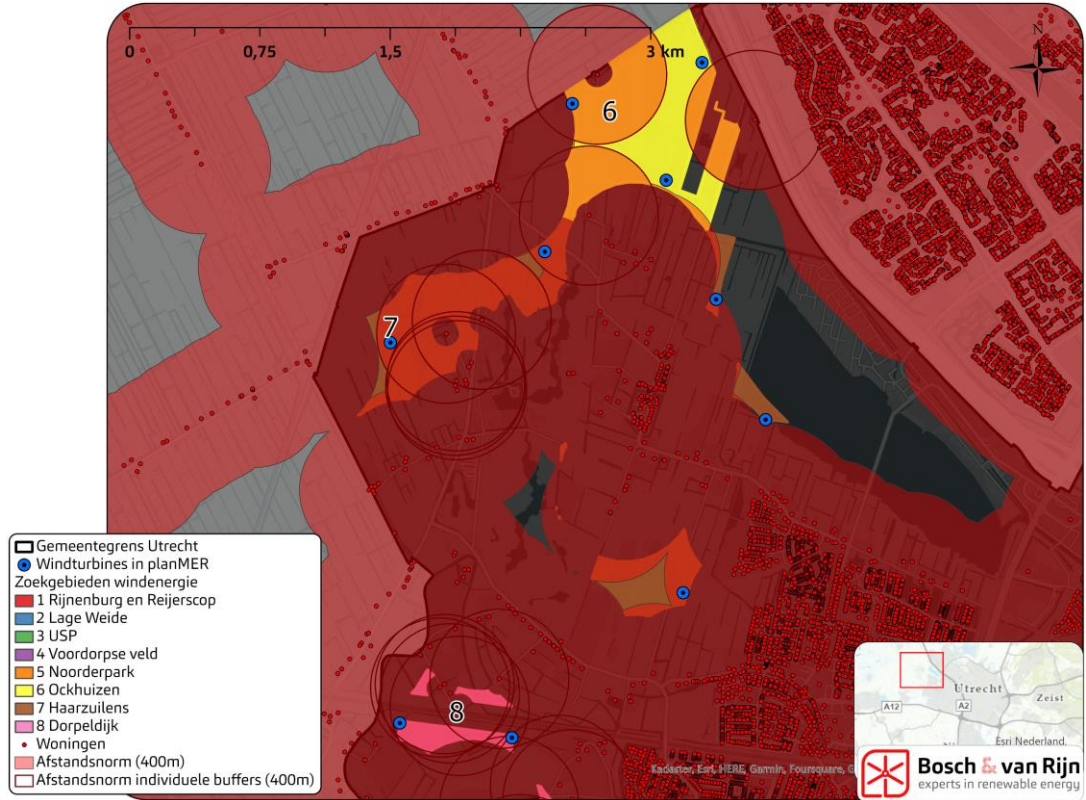 0 0,75 1,5 3 km
N
6
7
8
Gemeentegrens Utrecht
Windturbines in planMER
Zoekgebieden windenergie
1 Rijnenburg en Reijerscop
2 Lage Weide
3 USP
4 Voordorpse veld
5 Noorderpark
6 Ockhuizen
7 Haarzuilens
8 Dorpeldijk
Woningen
Afstandsnorm (400m)
Afstandsnorm individuele buffers (400m)
Utrecht
Zeist
A12
A2
Esri Nederland,
Kadaster, Esri, HERE, Garmin, Foursquare, G
Bosch & van Rijn
experts in renewable energy